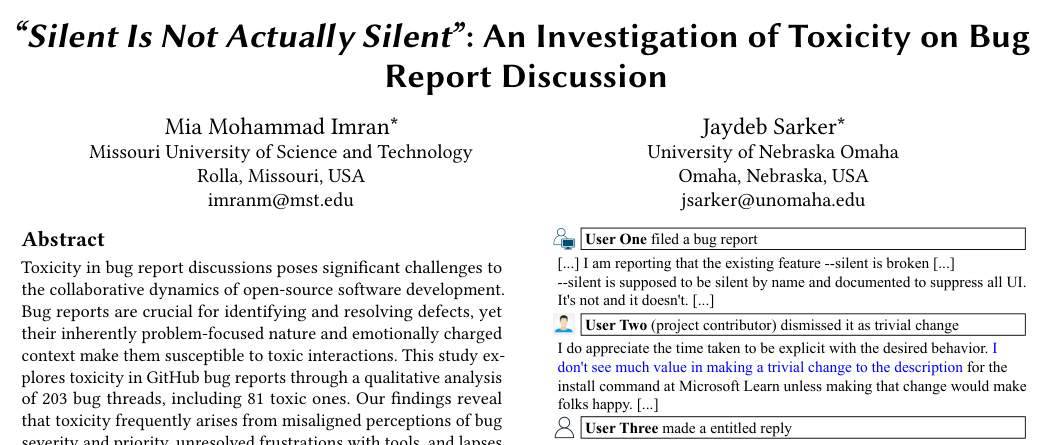 “Silent Is Not Actually Silent”: An Investigation of Toxicity on Bug
Report Discussion
Mia Mohammad Imran*
Missouri University of Science and Technology
Rolla, Missouri, USA
imranm@mst.edu
Jaydeb Sarker*
University of Nebraska Omaha
Omaha, Nebraska, USA
jsarker@unomaha.edu
Abstract
Toxicity in bug report discussions poses significant challenges to
the collaborative dynamics of open-source software development.
Bug reports are crucial for identifying and resolving defects, yet
their inherently problem-focused nature and emotionally charged
context make them susceptible to toxic interactions. This study ex-
plores toxicity in GitHub bug reports through a qualitative analysis
of 203 bug threads, including 81 toxic ones. Our findings reveal
that toxicity frequently arises from misaligned perceptions of bug
severity and priority, unresolved frustrations with tools, and lapses
User One filed a bug report
[...] I am reporting that the existing feature --silent is broken [...]
--silent is supposed to be silent by name and documented to suppress all UI.
It's not and it doesn't. [...]
User Two (project contributor) dismissed it as trivial change
I do appreciate the time taken to be explicit with the desired behavior. I
don't see much value in making a trivial change to the description for the
install command at Microsoft Learn unless making that change would make
folks happy. [...]
User Three made a entitled reply